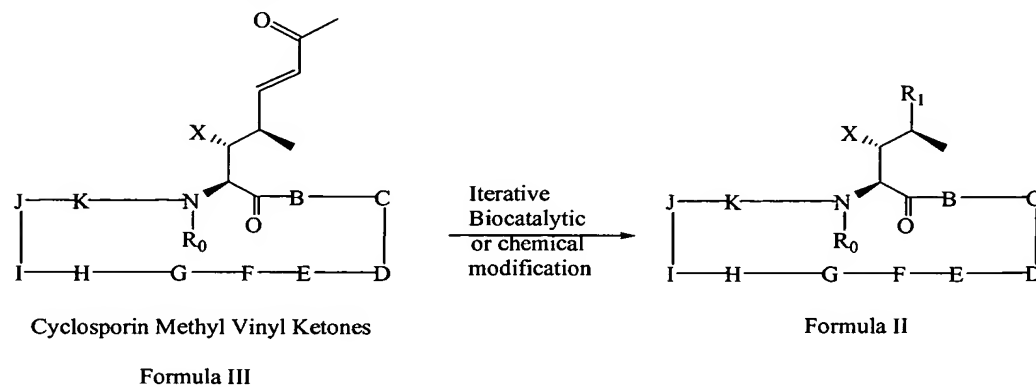 O
X
J K N B C
O
R₀
I H G F E D
Cyclosporin Methyl Vinyl Ketones
Formula III
Iterative
Biocatalytic
or chemical
modification
R₁
X
J K N B C
O
R₀
I H G F E D
Formula II